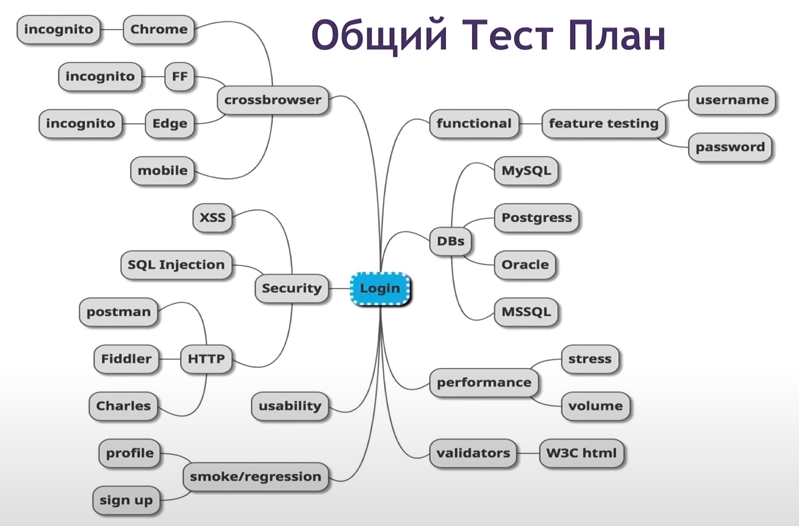 Общий Тест План
incognito
Chrome
incognito
FF
crossbrowser
incognito
Edge
mobile
XSS
SQL Injection
Security
postman
Fiddler
HTTP
Charles
usability
profile
smoke/regression
sign up
Login
functional
feature testing
username
password
MySQL
Postgress
DBs
Oracle
MSSQL
stress
performance
volume
validators
W3C html